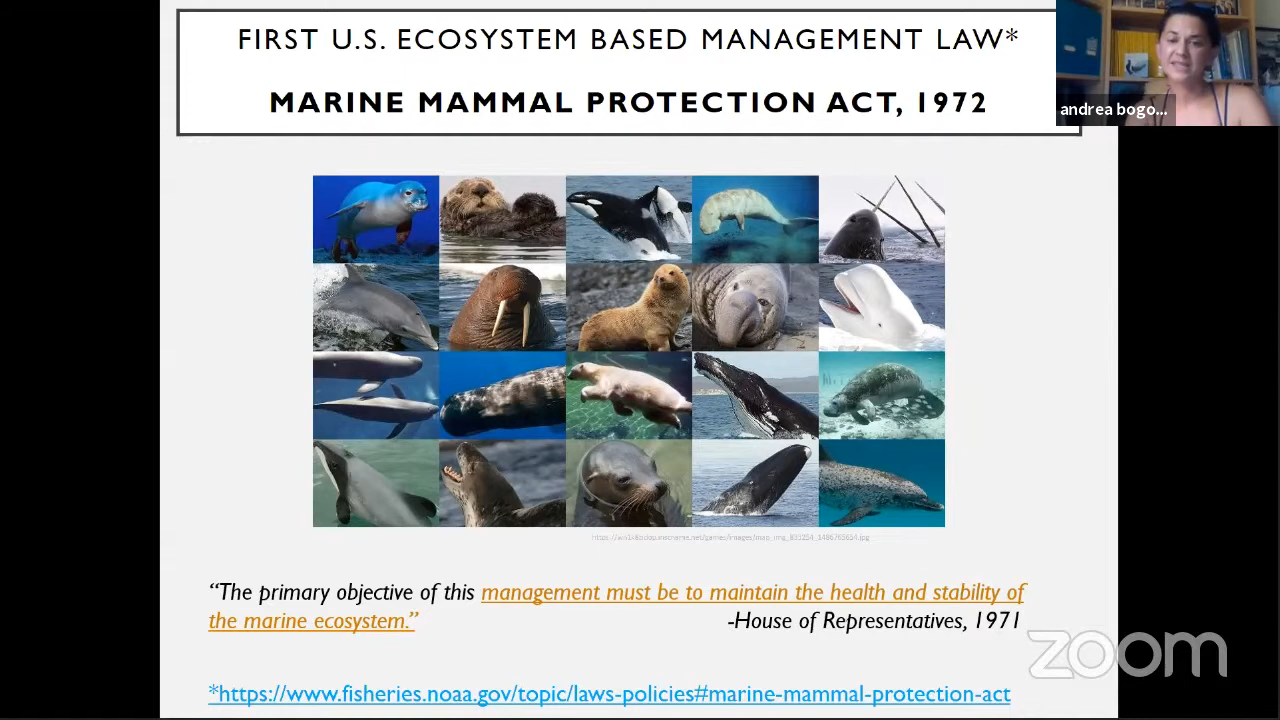 FIRST U.S. ECOSYSTEM BASED MANAGEMENT LAW*
MARINE MAMMAL PROTECTION ACT, 1972
andrea bogo...
“The primary objective of this management must be to maintain the health and stability of
the marine ecosystem.”
-House of Representatives, 1971
zoom
*https://www.fisheries.noaa.gov/topic/laws-policies#marine-mammal-protection-act